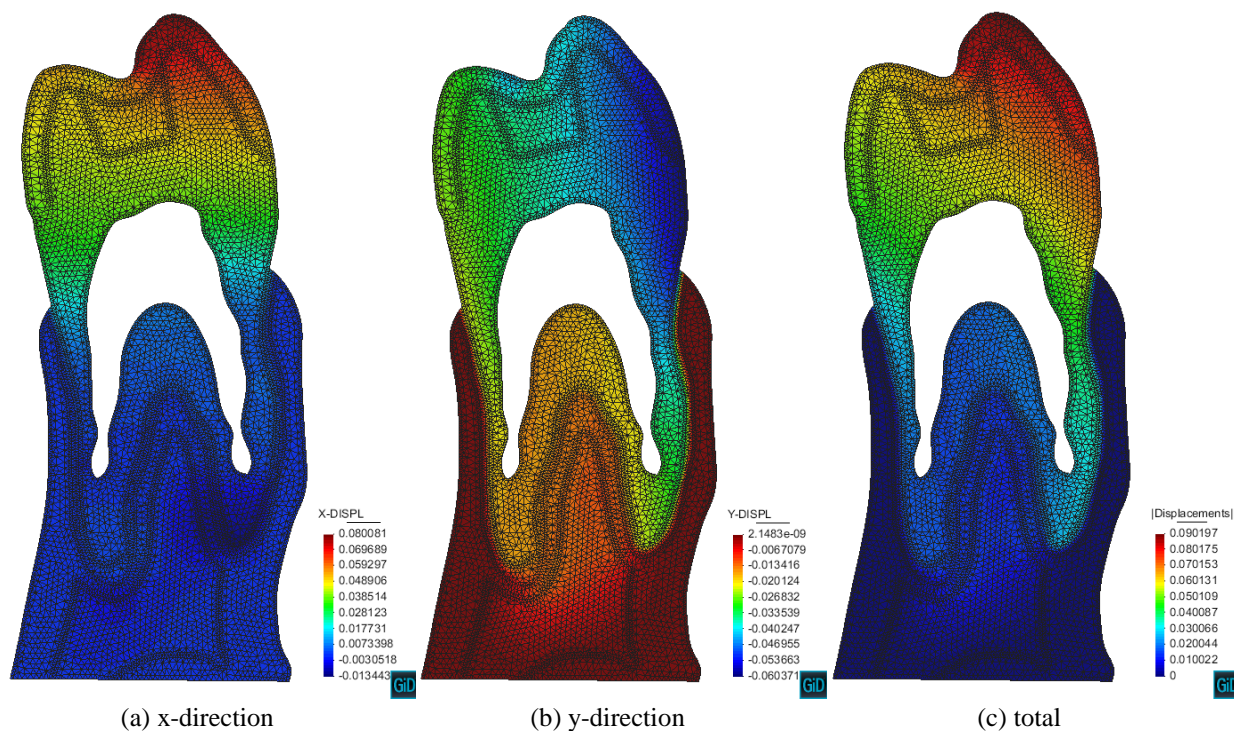 X-DISPL
0.080081
0.069689
0.059297
0.048906
0.038514
0.028123
0.017731
0.0073398
-0.0030518
-0.013443
GiD
Y-DISPL
2.1483e-09
-0.0067079
-0.013416
-0.020124
-0.026832
-0.033539
-0.040247
-0.046955
-0.053663
-0.060371
GiD
|Displacements|
0.090197
0.080175
0.070153
0.060131
0.050109
0.040087
0.030066
0.020044
0.010022
0
GiD
(a) x-direction
(b) y-direction
(c) total